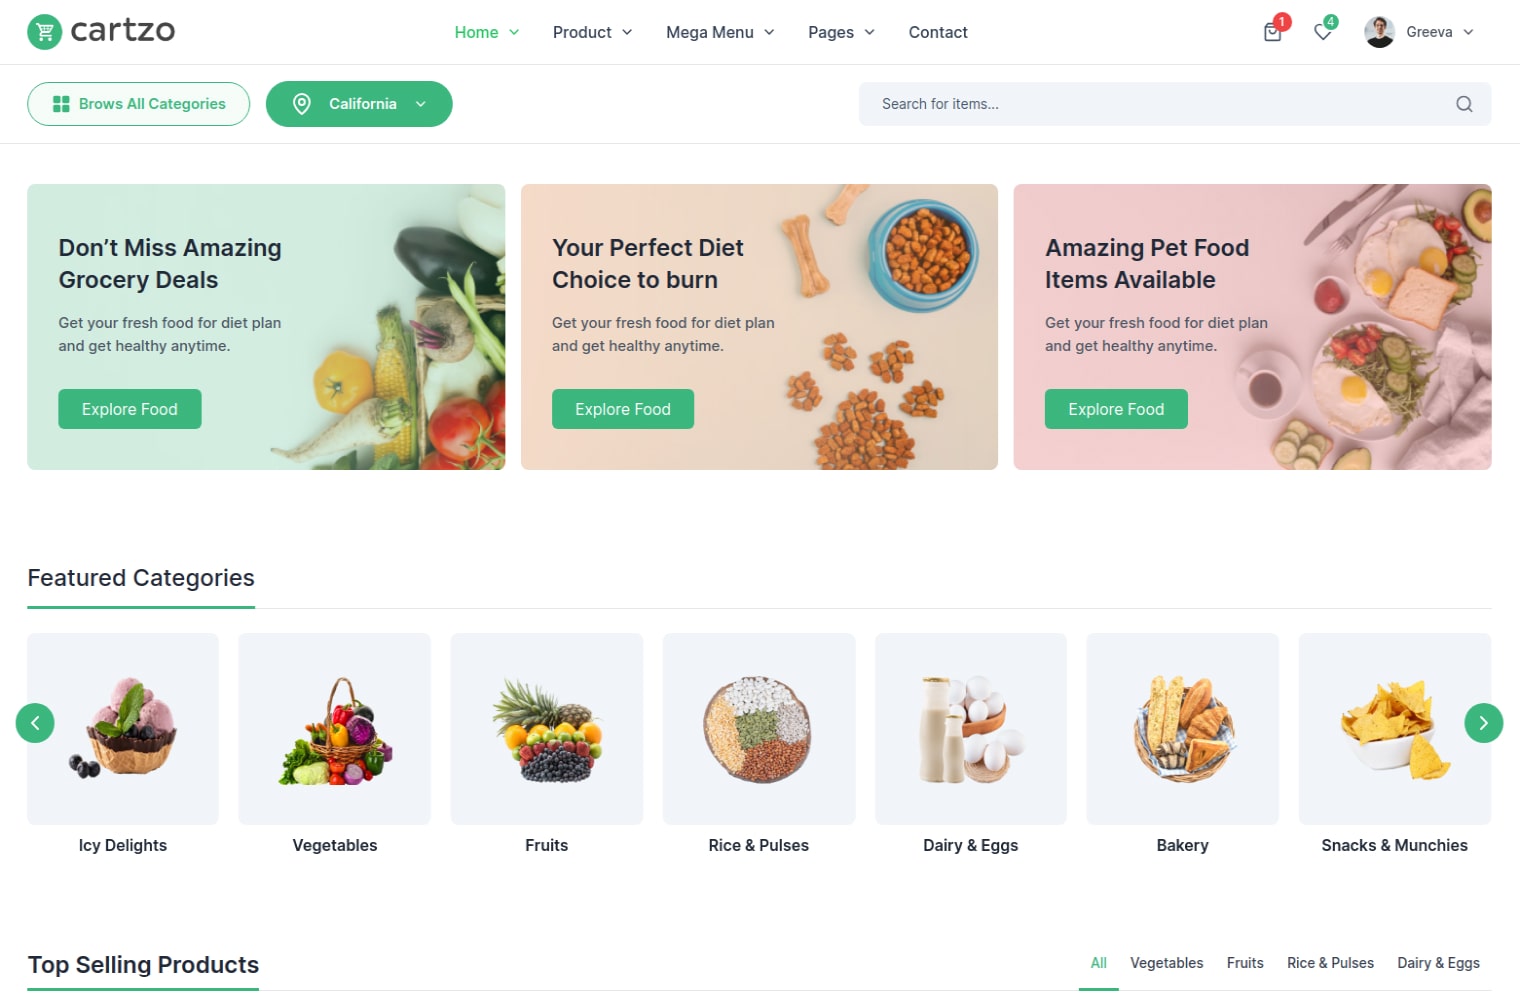 cartzo
Home
Product
Mega Menu
Pages
Contact
1
4
Greeva
Brows All Categories
California
Search for items...
Don’t Miss Amazing
Grocery Deals
Get your fresh food for diet plan
and get healthy anytime.
Explore Food
Your Perfect Diet
Choice to burn
Get your fresh food for diet plan
and get healthy anytime.
Explore Food
Amazing Pet Food
Items Available
Get your fresh food for diet plan
and get healthy anytime.
Explore Food
Featured Categories
Icy Delights
Vegetables
Fruits
Rice & Pulses
Dairy & Eggs
Bakery
Snacks & Munchies
Top Selling Products
All
Vegetables
Fruits
Rice & Pulses
Dairy & Eggs